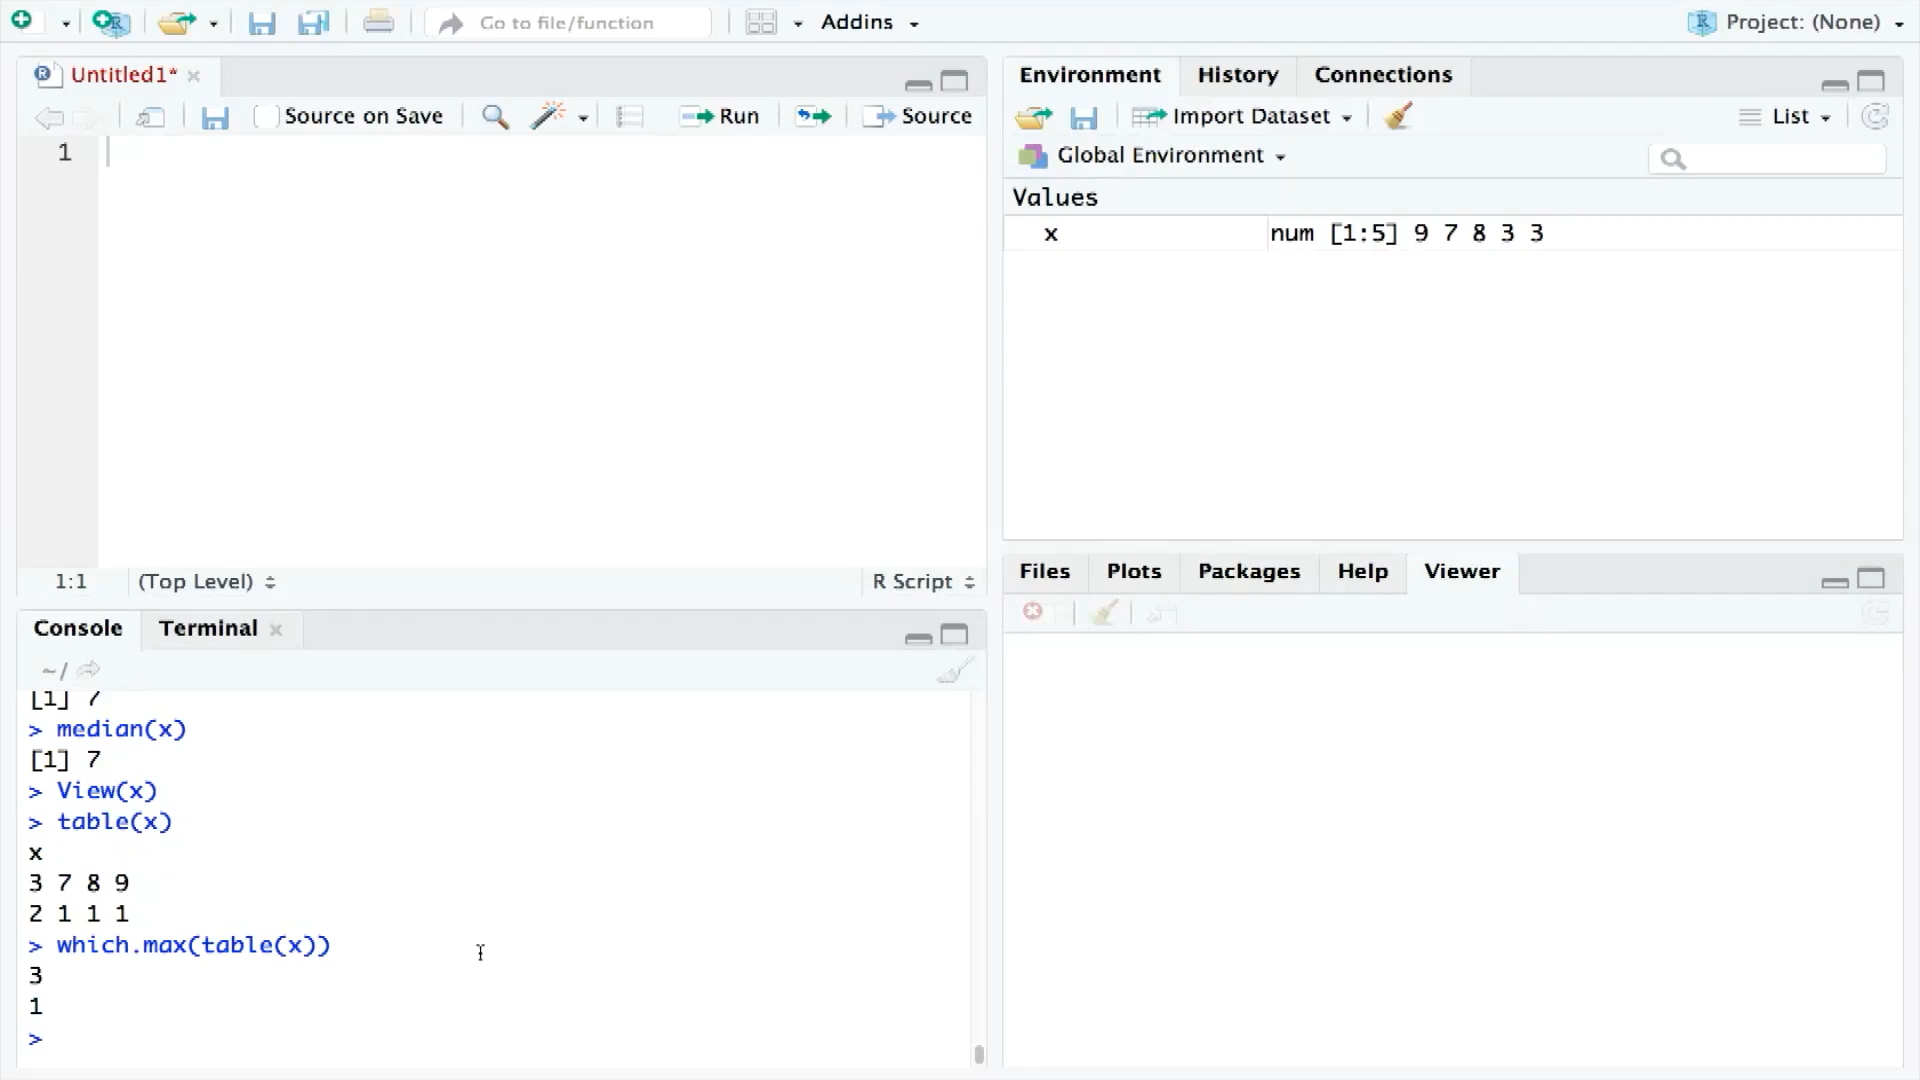 Go to file/function
Addins
Project: (None)
Untitled1*
Source on Save
Run
Source
1
1:1
(Top Level)
R Script
Console
Terminal
~/
[1] 7
> median(x)
[1] 7
> View(x)
> table(x)
x
3 7 8 9
2 1 1 1
> which.max(table(x))
3
1
>
Environment
History
Connections
Import Dataset
List
Global Environment
Values
x
num [1:5] 9 7 8 3 3
Files
Plots
Packages
Help
Viewer